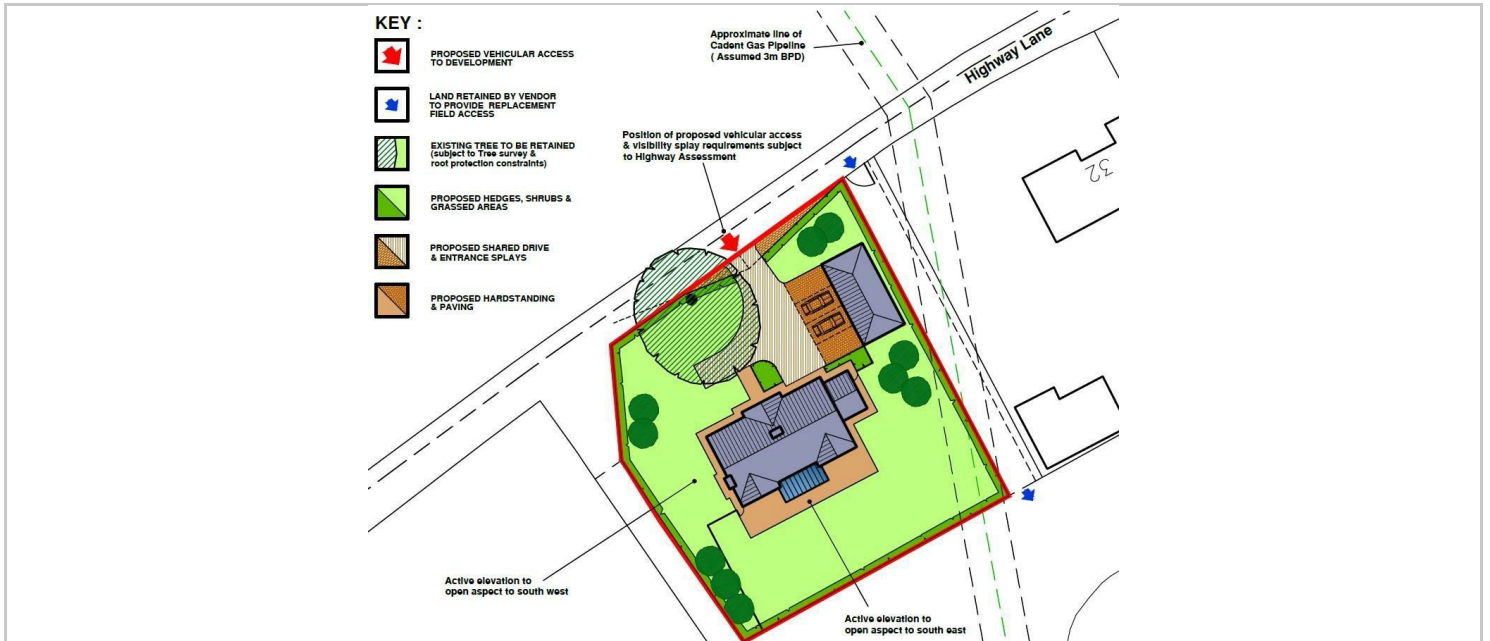 KEY :
PROPOSED VEHICULAR ACCESS
TO DEVELOPMENT
LAND RETAINED BY VENDOR
TO PROVIDE REPLACEMENT
FIELD ACCESS
EXISTING TREE TO BE RETAINED
(subject to Tree survey &
root protection constraints)
PROPOSED HEDGES, SHRUBS &
GRASSED AREAS
PROPOSED SHARED DRIVE
& ENTRANCE SPLAYS
PROPOSED HARDSTANDING
& PAVING
Approximate line of
Cadent Gas Pipeline
( Assumed 3m BPD)
Highway Lane
Position of proposed vehicular access
& visibility splay requirements subject
to Highway Assessment
32
Active elevation to
open aspect to south west
Active elevation to
open aspect to south east